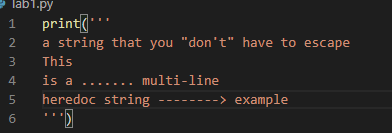 lab1.py
1 print('''
2 a string that you "don't" have to escape
3 This
4 is a ....... multi-line
5 heredoc string --------> example
6 ''')